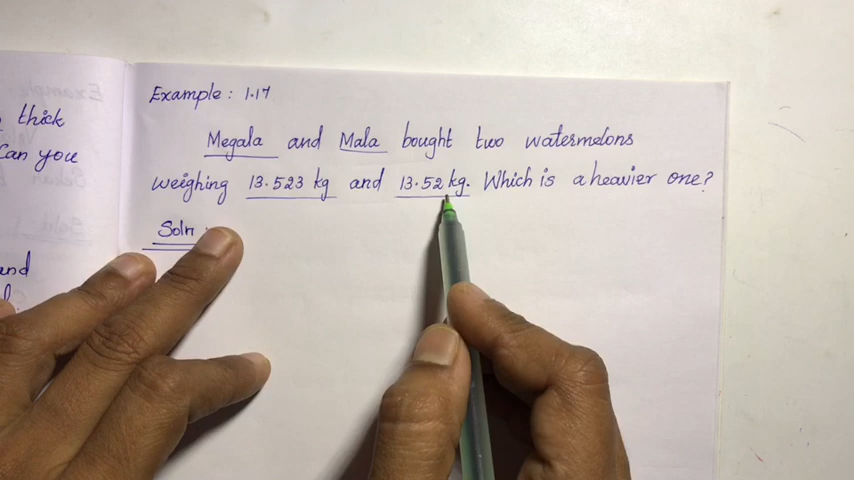 thick
Can you
and
Example : 1.17
Megala and Mala bought two watermelons
weighing 13.523 kg and 13.52 kg. Which is a heavier one?
Soln :